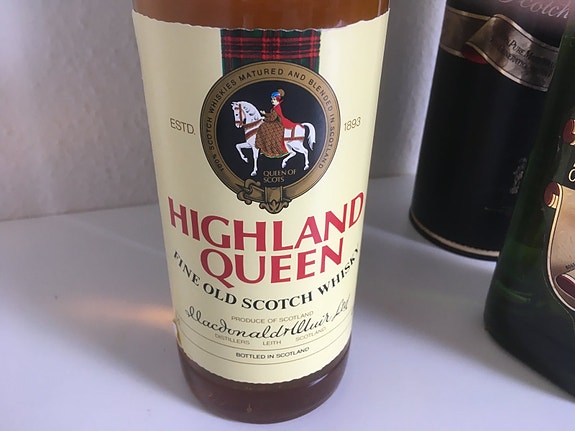 100% SCOTCH WHISKIES MATURED AND BLENDED IN SCOTLAND
ESTD.
1893
QUEEN OF
SCOTS
HIGHLAND
QUEEN
FINE OLD SCOTCH WHISKY
PRODUCE OF SCOTLAND
Macdonald & Muir Ltd
DISTILLERS LEITH SCOTLAND
BOTTLED IN SCOTLAND
Scotch